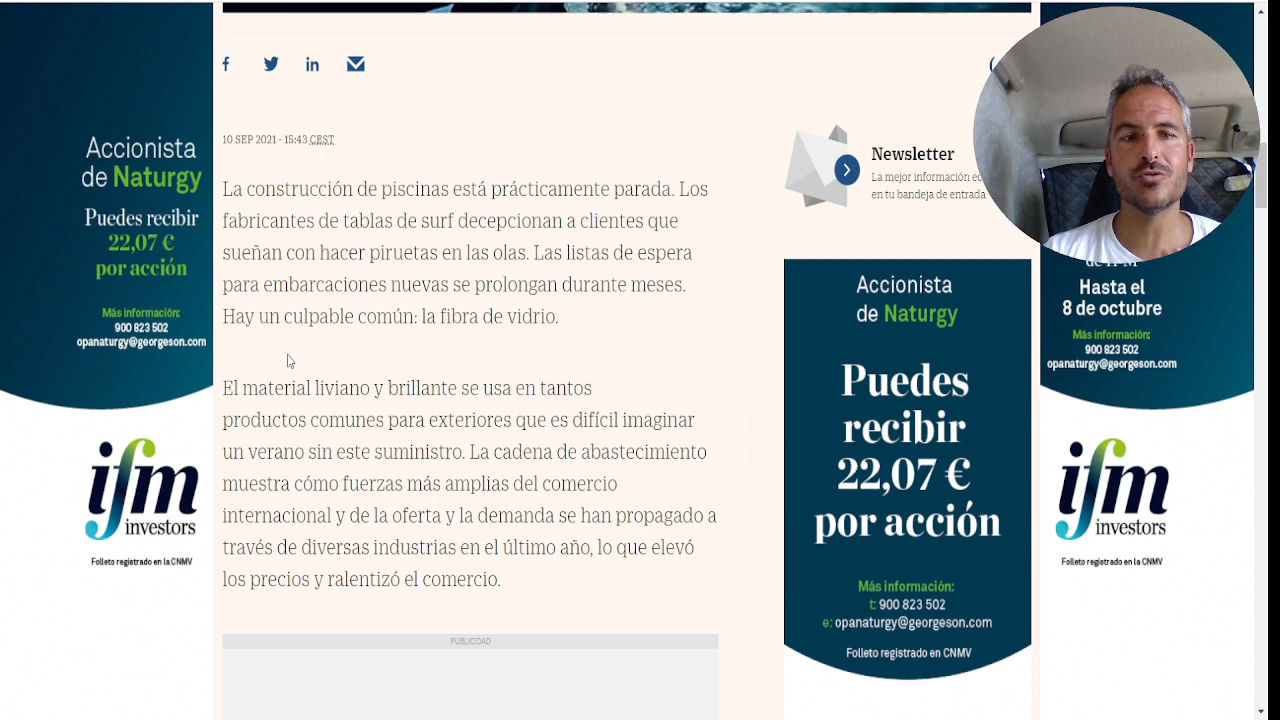 Accionista
de Naturgy
Puedes recibir
22,07 €
por acción
Más información:
900 823 502
opanaturgy@georgeson.com
ifm
investors
Folleto registrado en la CNMV
10 SEP 2021 - 15:43 CEST
La construcción de piscinas está prácticamente parada. Los
fabricantes de tablas de surf decepcionan a clientes que
sueñan con hacer piruetas en las olas. Las listas de espera
para embarcaciones nuevas se prolongan durante meses.
Hay un culpable común: la fibra de vidrio.
El material liviano y brillante se usa en tantos
productos comunes para exteriores que es difícil imaginar
un verano sin este suministro. La cadena de abastecimiento
muestra cómo fuerzas más amplias del comercio
internacional y de la oferta y la demanda se han propagado a
través de diversas industrias en el último año, lo que elevó
los precios y ralentizó el comercio.
PUBLICIDAD
Newsletter
La mejor información
en tu bandeja de entrada
Accionista
de Naturgy
Puedes
recibir
22,07 €
por acción
Más información:
t: 900 823 502
e: opanaturgy@georgeson.com
Folleto registrado en CNMV
Hasta el
8 de octubre
Más información:
900 823 502
opanaturgy@georgeson.com
ifm
investors
Folleto registrado en la CNMV